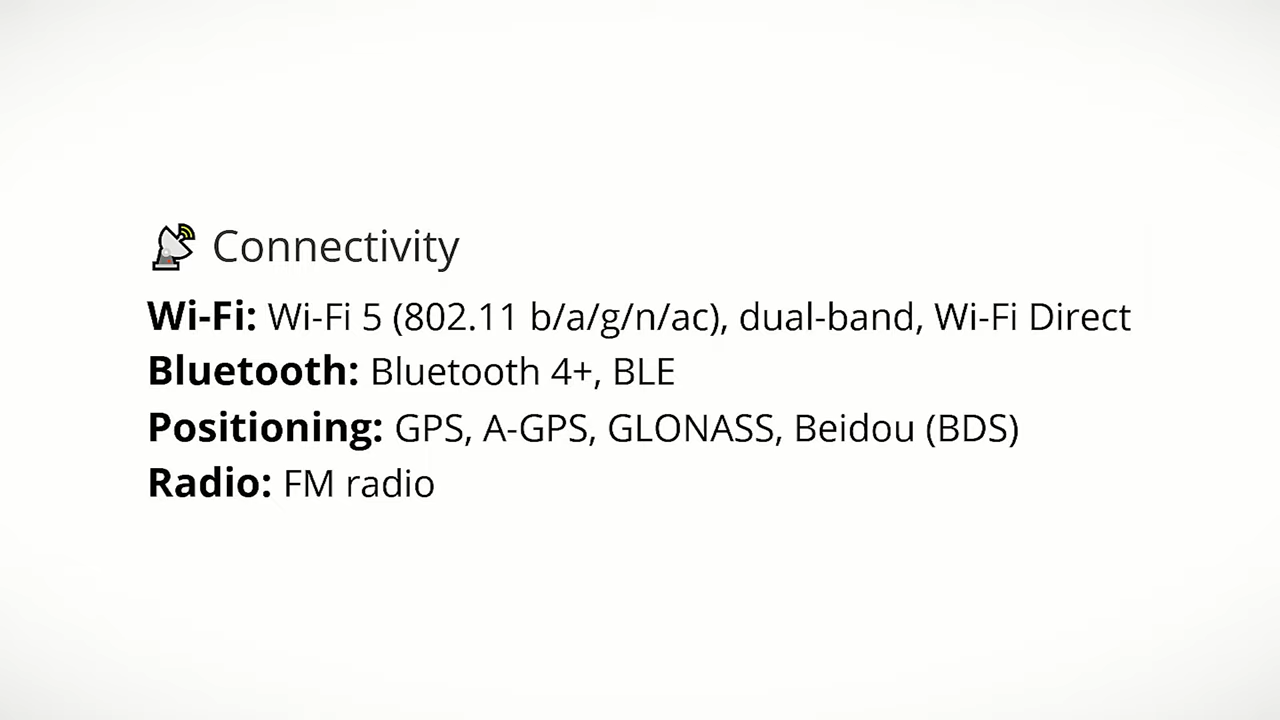 Connectivity
Wi-Fi: Wi-Fi 5 (802.11 b/a/g/n/ac), dual-band, Wi-Fi Direct
Bluetooth: Bluetooth 4+, BLE
Positioning: GPS, A-GPS, GLONASS, Beidou (BDS)
Radio: FM radio